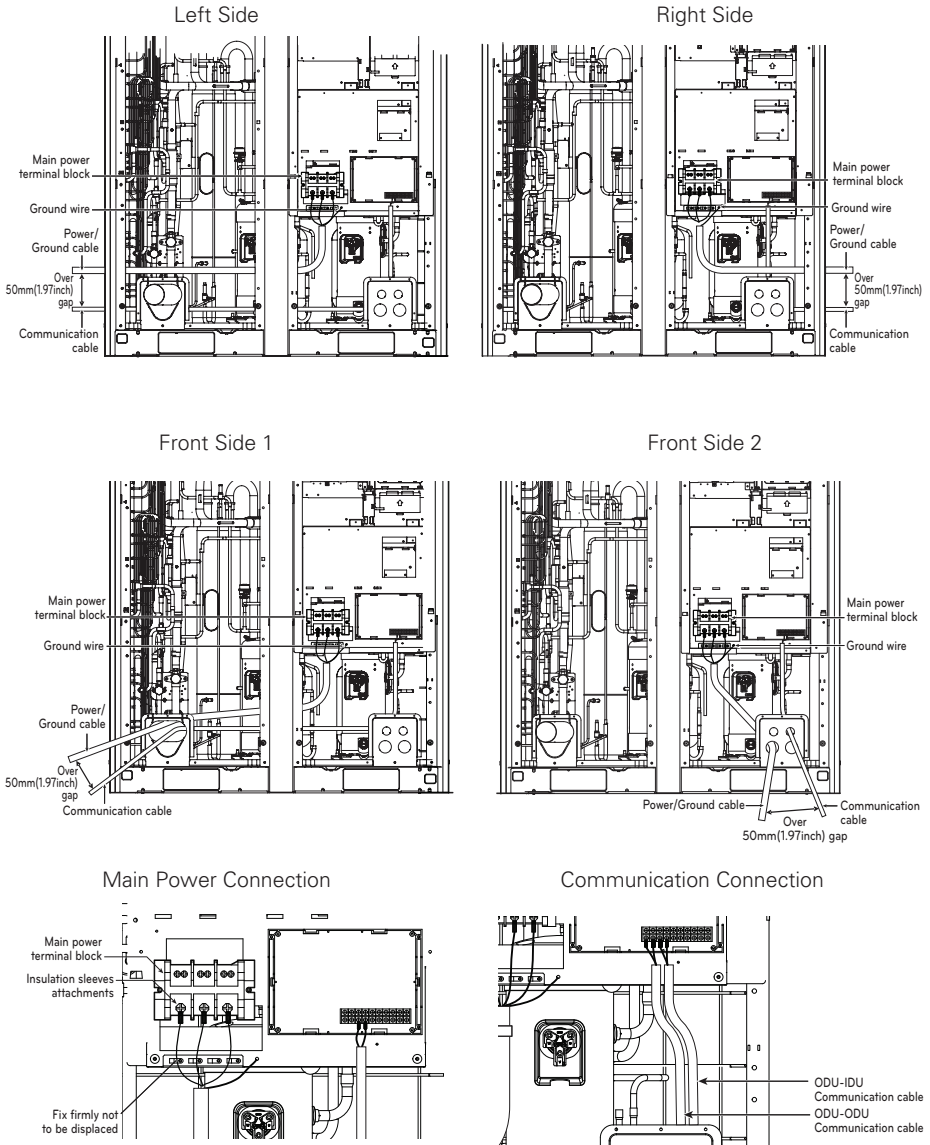 Left Side
Main power
terminal block
Ground wire
Power/
Ground cable
Over
50mm(1.97inch)
gap
Communication
cable
Right Side
Main power
terminal block
Ground wire
Power/
Ground cable
Over
50mm(1.97inch)
gap
Communication
cable
Front Side 1
Main power
terminal block
Ground wire
Power/
Ground cable
Over
50mm(1.97inch)
gap
Communication cable
Front Side 2
Main power
terminal block
Ground wire
Power/Ground cable
Communication
cable
Over
50mm(1.97inch) gap
Main Power Connection
Main power
terminal block
Insulation sleeves
attachments
Fix firmly not
to be displaced
Communication Connection
ODU-IDU
Communication cable
ODU-ODU
Communication cable